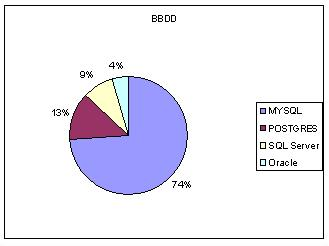 BBDD
4%
9%
13%
74%
MYSQL
POSTGRES
SQL Server
Oracle